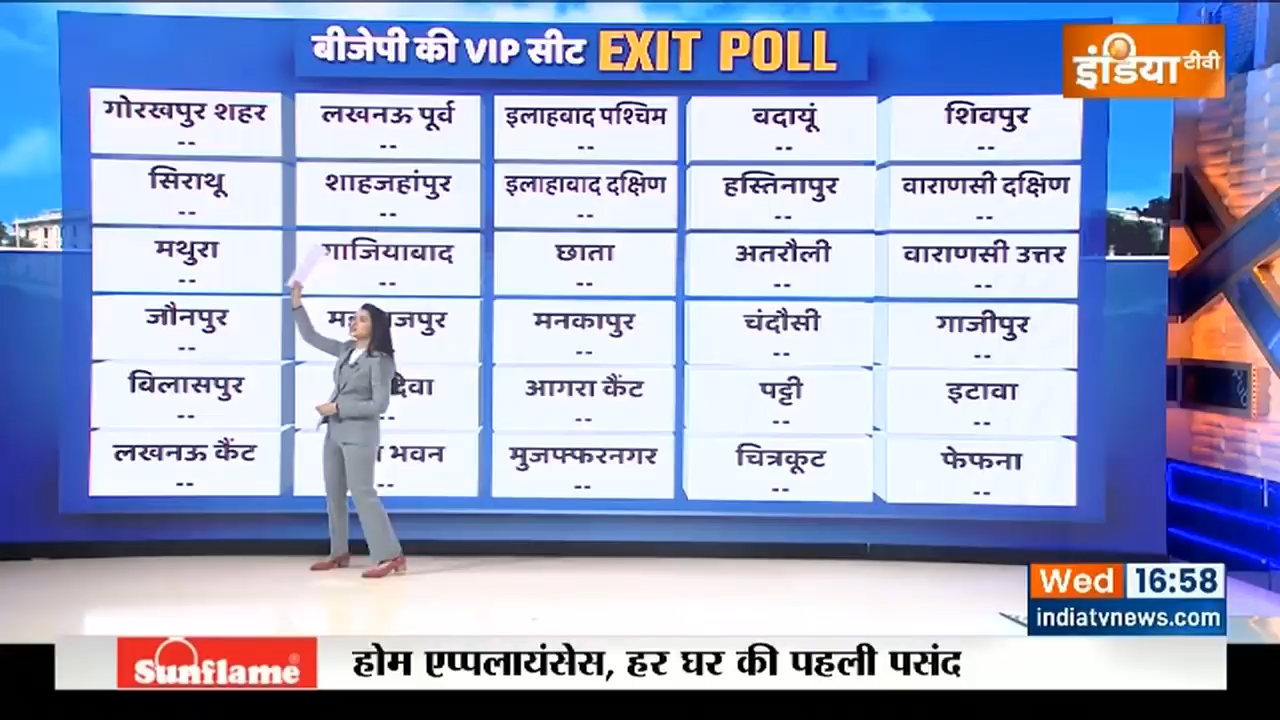 बीजेपी की VIP सीट EXIT POLL
इंडिया टीवी
गोरखपुर शहर
--
लखनऊ पूर्व
--
इलाहबाद पश्चिम
--
बदायूं
--
शिवपुर
--
सिराथू
--
शाहजहांपुर
--
इलाहाबाद दक्षिण
--
हस्तिनापुर
--
वाराणसी दक्षिण
--
मथुरा
--
गाजियाबाद
--
छाता
--
अतरौली
--
वाराणसी उत्तर
--
जौनपुर
--
मनकापुर
--
चंदौसी
--
गाजीपुर
--
बिलासपुर
--
आगरा कैंट
--
पट्टी
--
इटावा
--
लखनऊ कैंट
--
भवन
--
मुजफ्फरनगर
--
चित्रकूट
--
फेफना
--
Wed 16:58
indiatvnews.com
Sunflame
होम एप्पलायंसेस, हर घर की पहली पसंद